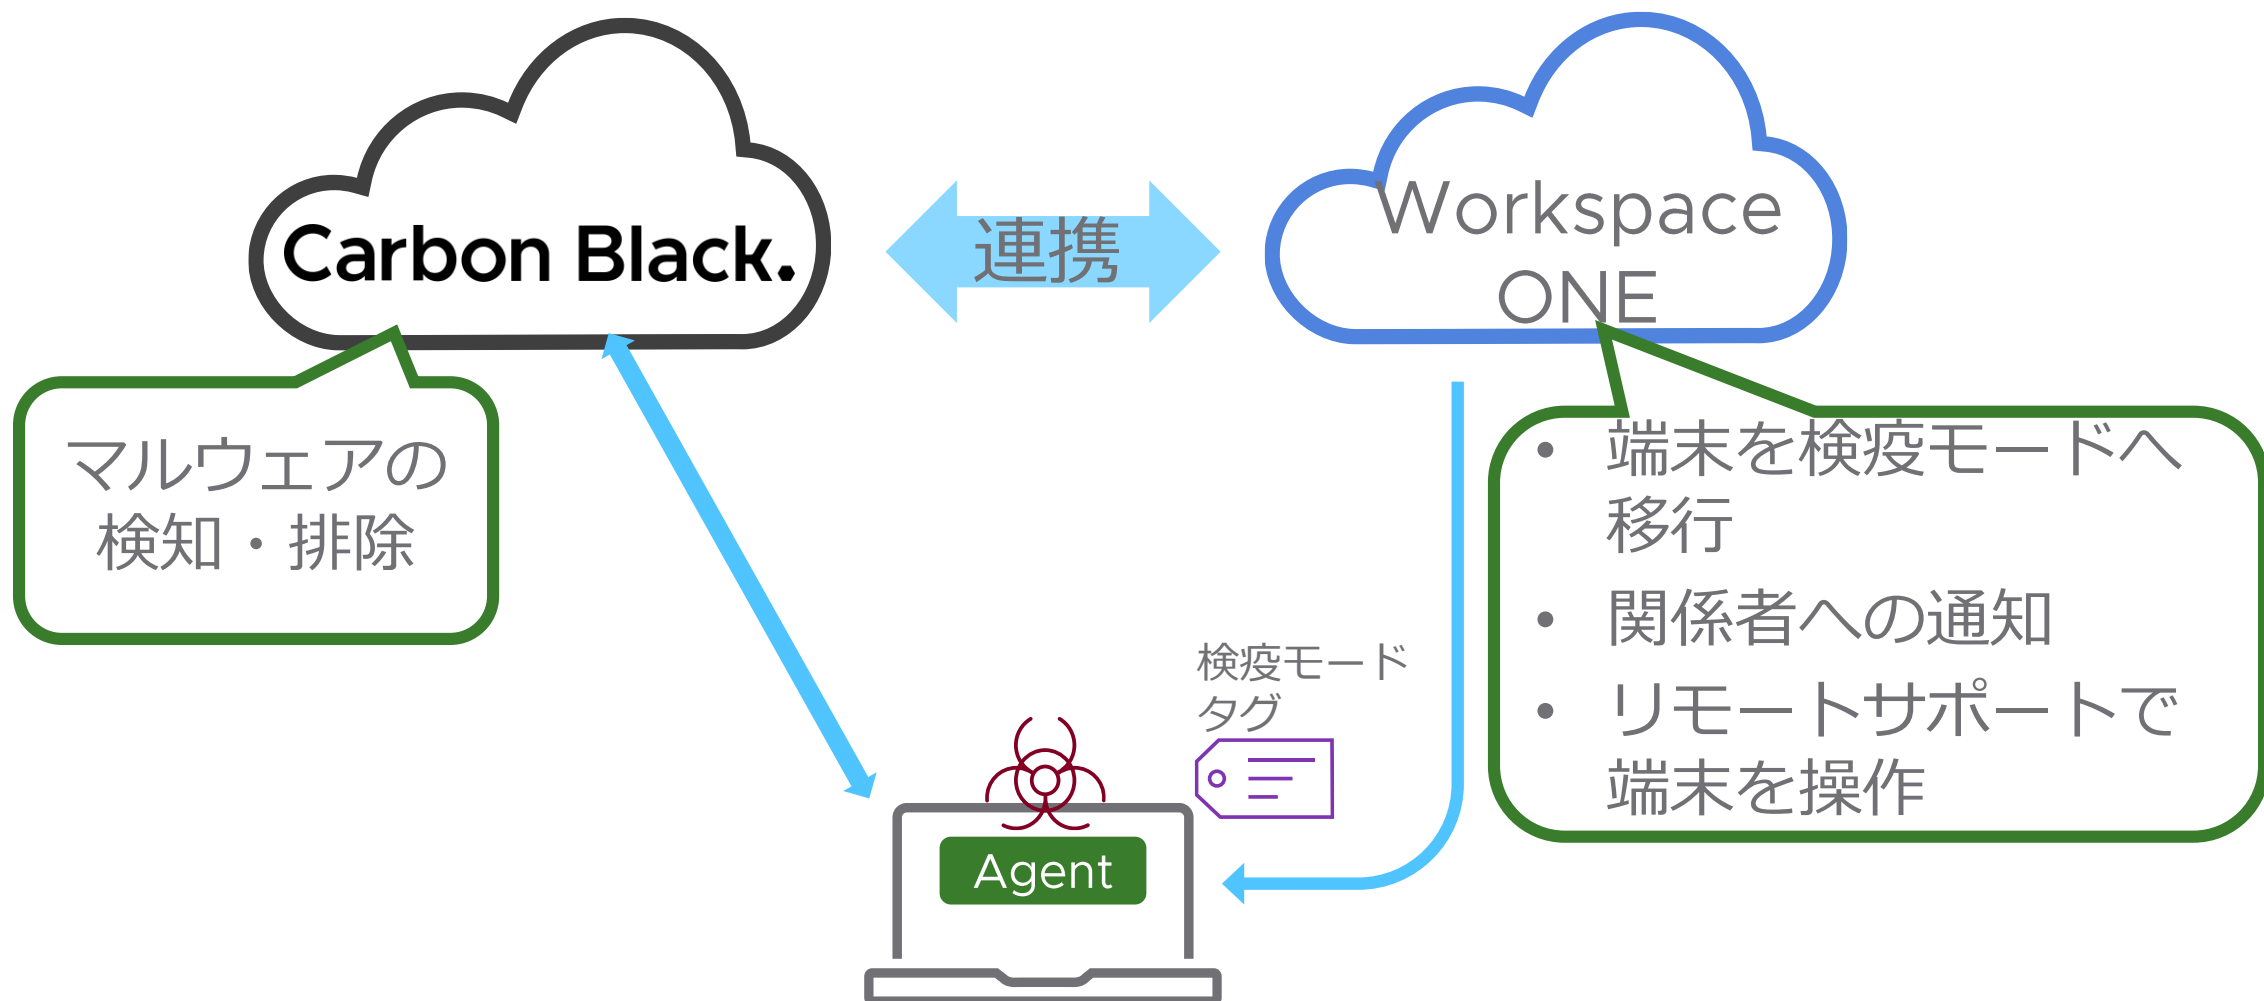 Carbon Black.
連携
Workspace
ONE
マルウェアの
検知・排除
• 端末を検疫モードへ
移行
• 関係者への通知
• リモートサポートで
端末を操作
検疫モード
タグ
Agent